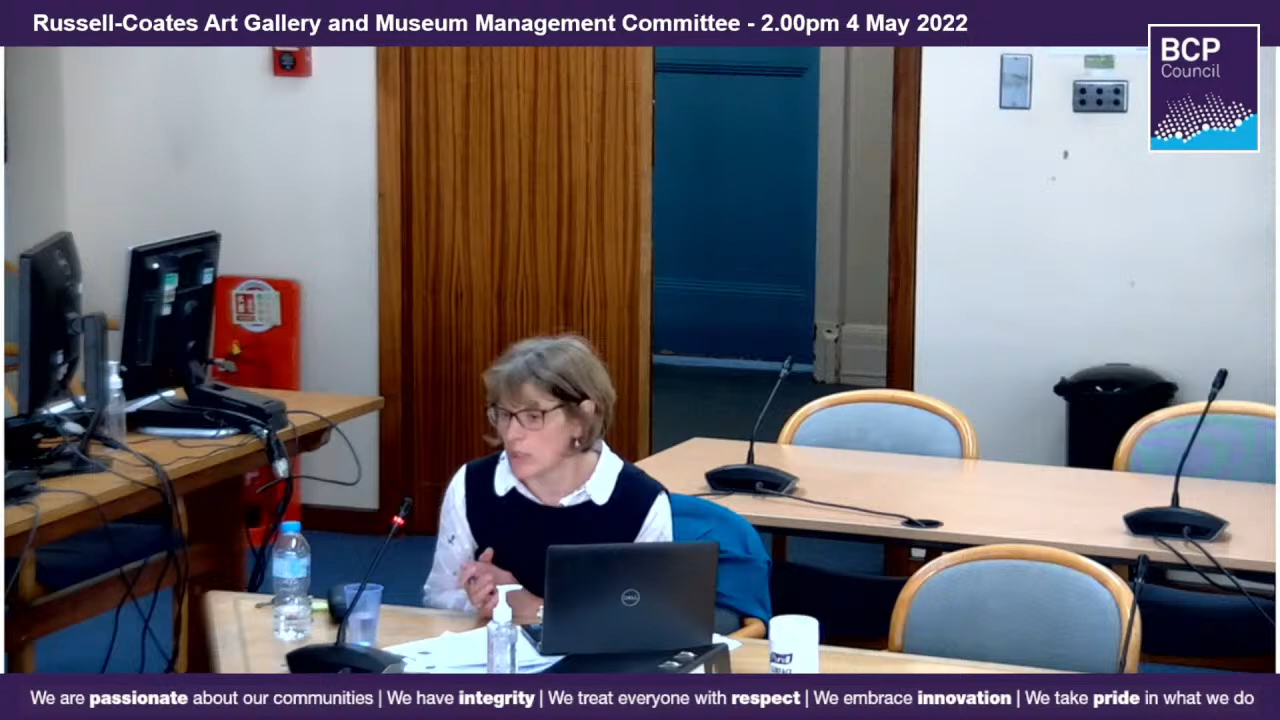 Russell-Coates Art Gallery and Museum Management Committee - 2.00pm 4 May 2022
BCP
Council
DELL
We are passionate about our communities | We have integrity | We treat everyone with respect | We embrace innovation | We take pride in what we do